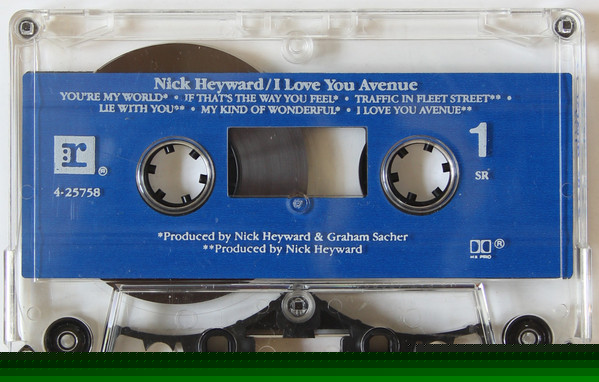 Nick Heyward/I Love You Avenue
YOU'RE MY WORLD* • IF THAT'S THE WAY YOU FEEL* • TRAFFIC IN FLEET STREET** •
LIE WITH YOU** • MY KIND OF WONDERFUL* • I LOVE YOU AVENUE**
r ®
4-25758
1
SR
*Produced by Nick Heyward & Graham Sacher
**Produced by Nick Heyward
®
HX PRO